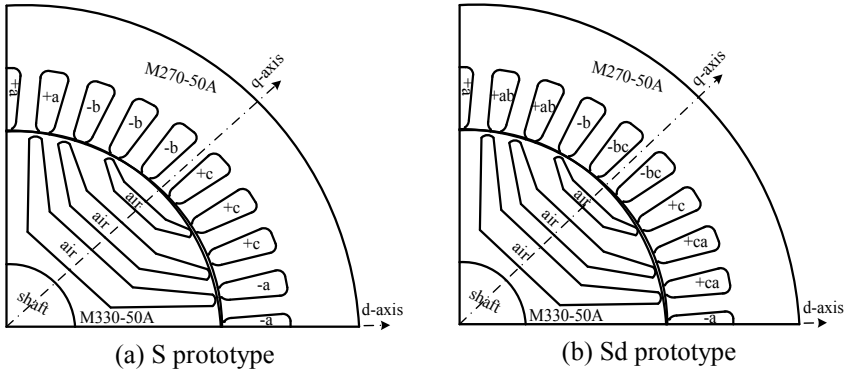 M270-50A
q-axis
+a
+a
-b
-b
-b
+c
+c
+c
-a
-a
air
air
air
shaft
M330-50A
d-axis
(a) S prototype
M270-50A
q-axis
+a
+ab
+ab
-b
-bc
-bc
+c
+ca
+ca
-a
air
air
air
shaft
M330-50A
d-axis
(b) Sd prototype